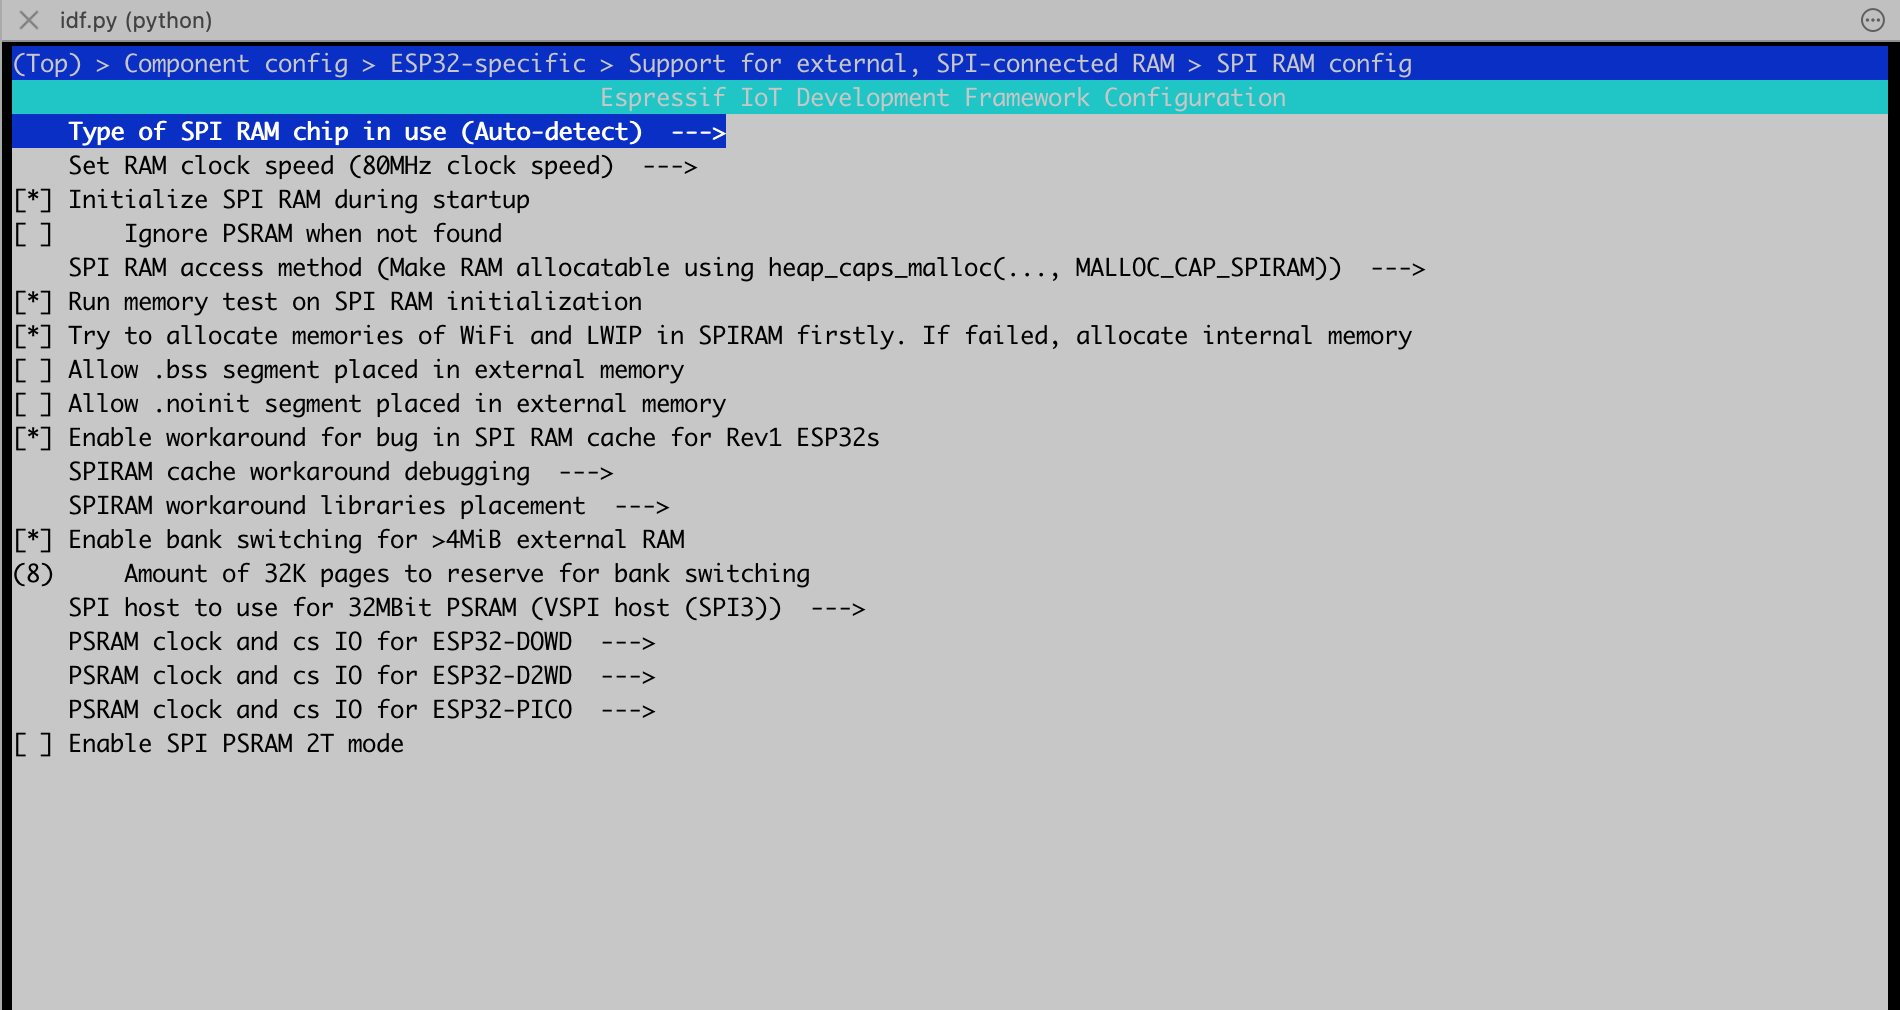 idf.py (python)
(Top) > Component config > ESP32-specific > Support for external, SPI-connected RAM > SPI RAM config
Espressif IoT Development Framework Configuration
Type of SPI RAM chip in use (Auto-detect)  --->
Set RAM clock speed (80MHz clock speed)  --->
[*] Initialize SPI RAM during startup
[ ]     Ignore PSRAM when not found
SPI RAM access method (Make RAM allocatable using heap_caps_malloc(..., MALLOC_CAP_SPIRAM))  --->
[*] Run memory test on SPI RAM initialization
[*] Try to allocate memories of WiFi and LWIP in SPIRAM firstly. If failed, allocate internal memory
[ ] Allow .bss segment placed in external memory
[ ] Allow .noinit segment placed in external memory
[*] Enable workaround for bug in SPI RAM cache for Rev1 ESP32s
SPIRAM cache workaround debugging  --->
SPIRAM workaround libraries placement  --->
[*] Enable bank switching for >4MiB external RAM
(8)     Amount of 32K pages to reserve for bank switching
SPI host to use for 32MBit PSRAM (VSPI host (SPI3))  --->
PSRAM clock and cs IO for ESP32-DOWD  --->
PSRAM clock and cs IO for ESP32-D2WD  --->
PSRAM clock and cs IO for ESP32-PICO  --->
[ ] Enable SPI PSRAM 2T mode